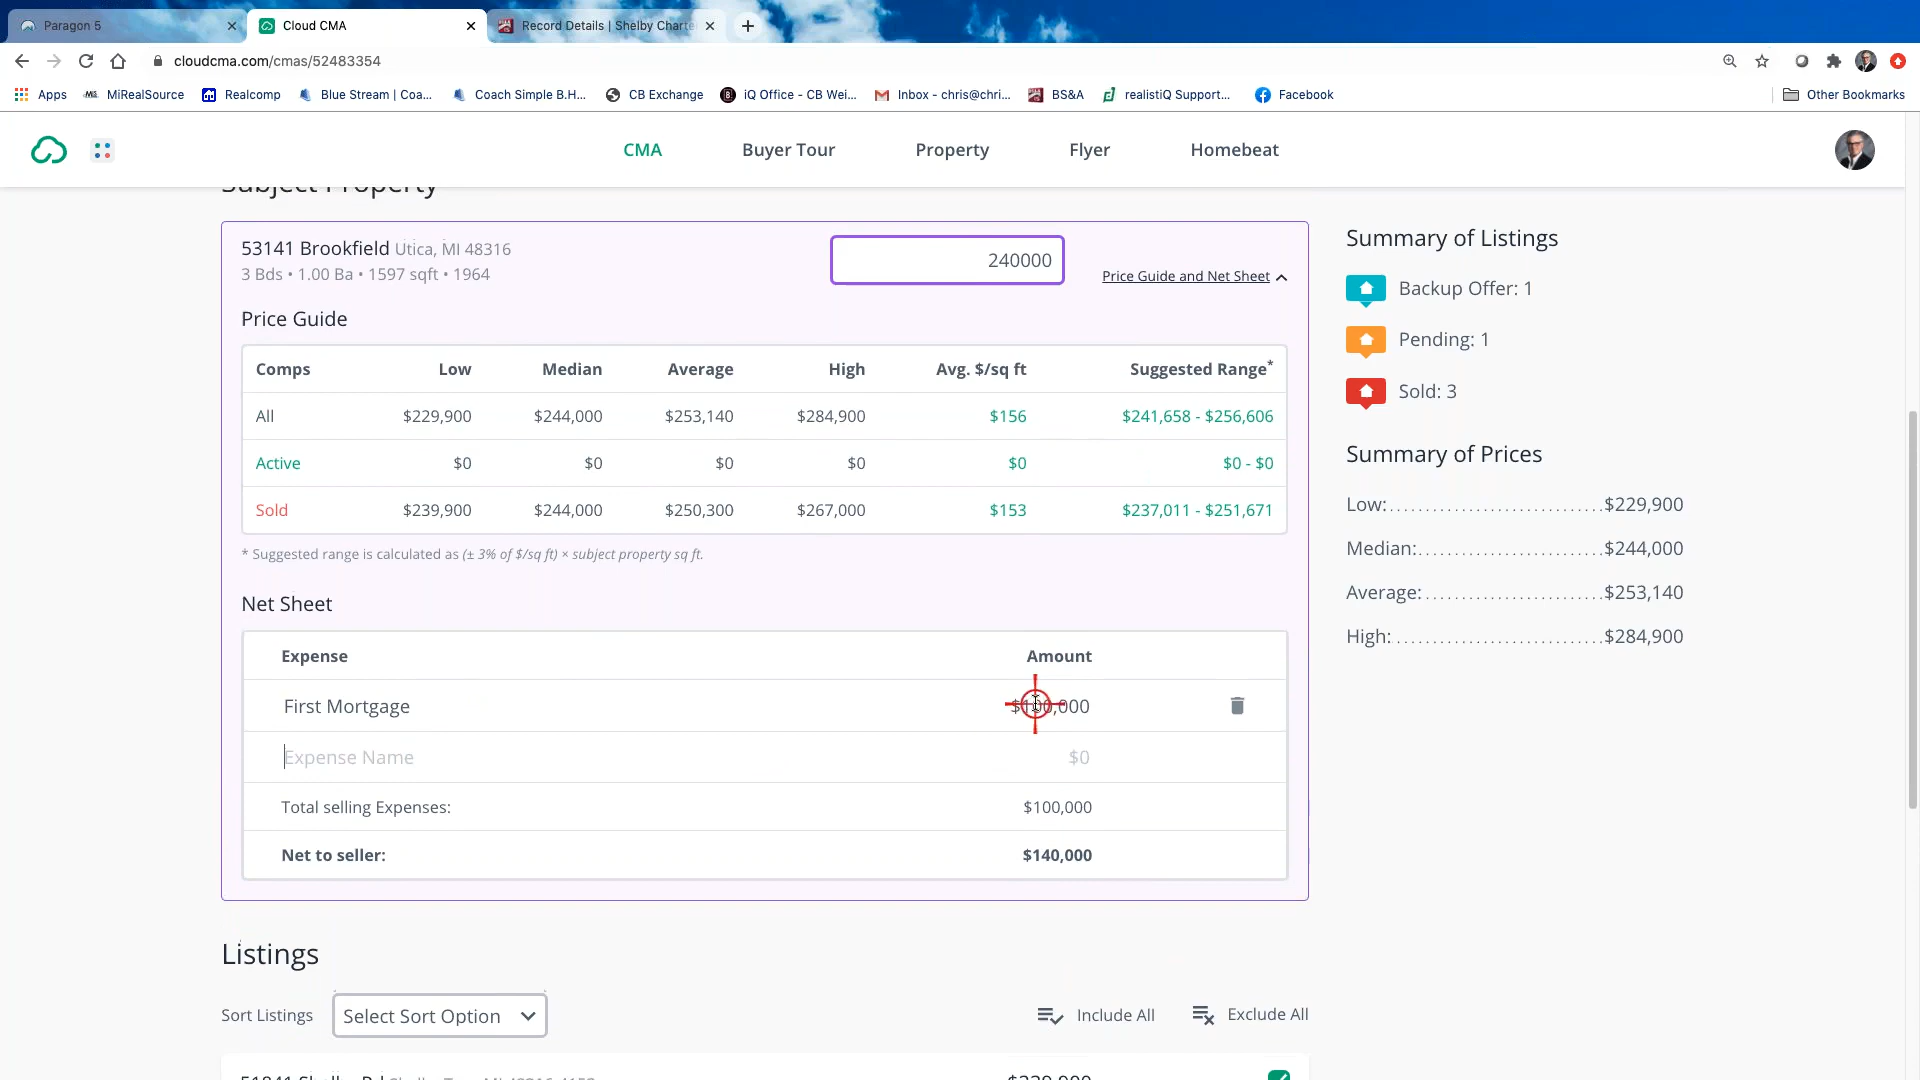 Paragon 5
Cloud CMA
Record Details | Shelby Charte
cloudcma.com/cmas/52483354
Apps
MiRealSource
Realcomp
Blue Stream | Coa...
Coach Simple B.H...
CB Exchange
iQ Office - CB Wei...
Inbox - chris@chri...
BS&A
realistiQ Support...
Facebook
Other Bookmarks
CMA
Buyer Tour
Property
Flyer
Homebeat
Subject Property
53141 Brookfield Utica, MI 48316
3 Bds • 1.00 Ba • 1597 sqft • 1964
240000
Price Guide and Net Sheet
Price Guide
Comps Low Median Average High Avg. $/sq ft Suggested Range*
All $229,900 $244,000 $253,140 $284,900 $156 $241,658 - $256,606
Active $0 $0 $0 $0 $0 $0 - $0
Sold $239,900 $244,000 $250,300 $267,000 $153 $237,011 - $251,671
* Suggested range is calculated as (± 3% of $/sq ft) × subject property sq ft.
Net Sheet
Expense Amount
First Mortgage $100,000
Expense Name $0
Total selling Expenses: $100,000
Net to seller: $140,000
Summary of Listings
Backup Offer: 1
Pending: 1
Sold: 3
Summary of Prices
Low: $229,900
Median: $244,000
Average: $253,140
High: $284,900
Listings
Sort Listings
Select Sort Option
Include All
Exclude All